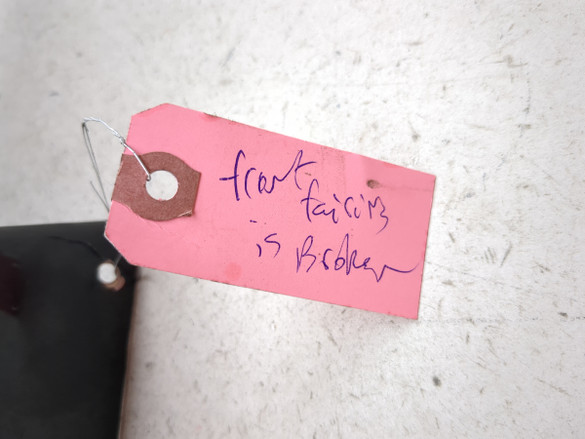 front
fairing
is Broken